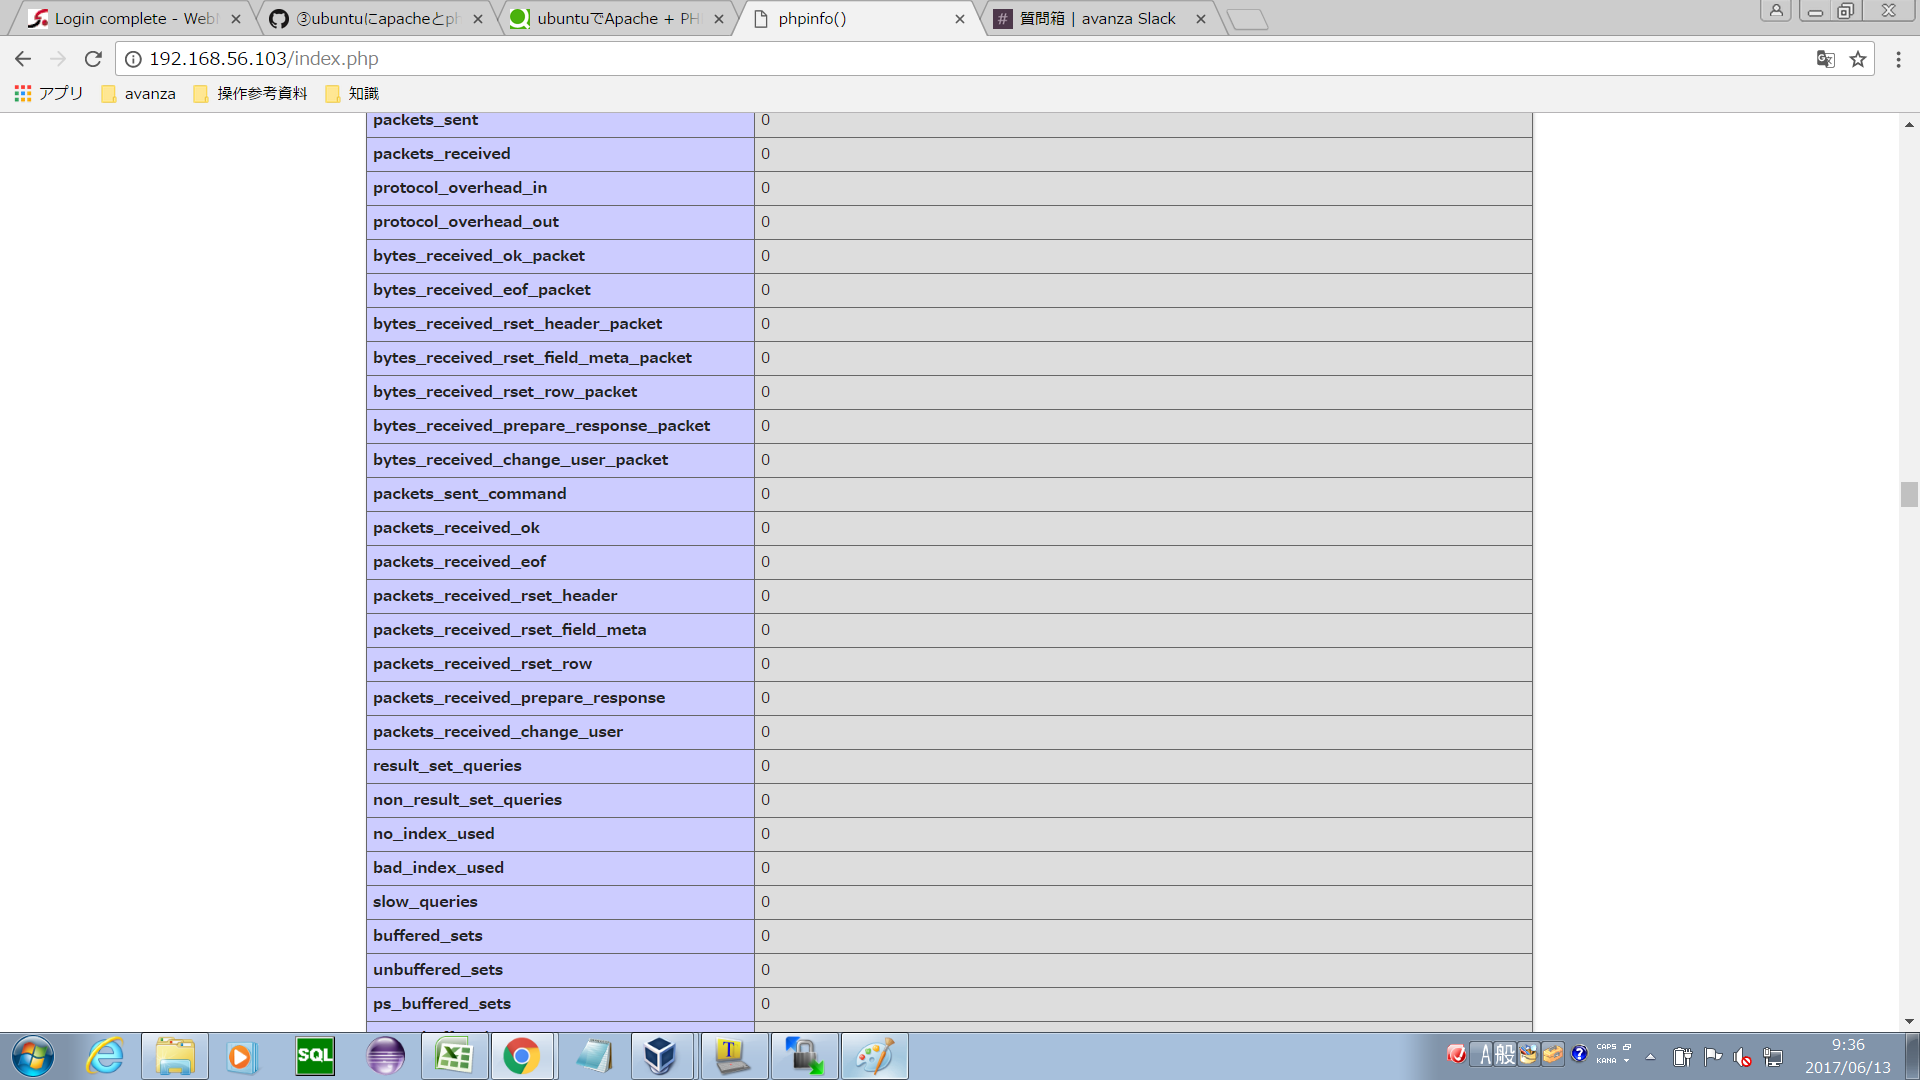 Login complete - Web
③ubuntuにapacheとph
ubuntuでApache + PH
phpinfo()
質問箱 | avanza Slack
192.168.56.103/index.php
アプリ avanza 操作参考資料 知識
packets_sent 0
packets_received 0
protocol_overhead_in 0
protocol_overhead_out 0
bytes_received_ok_packet 0
bytes_received_eof_packet 0
bytes_received_rset_header_packet 0
bytes_received_rset_field_meta_packet 0
bytes_received_rset_row_packet 0
bytes_received_prepare_response_packet 0
bytes_received_change_user_packet 0
packets_sent_command 0
packets_received_ok 0
packets_received_eof 0
packets_received_rset_header 0
packets_received_rset_field_meta 0
packets_received_rset_row 0
packets_received_prepare_response 0
packets_received_change_user 0
result_set_queries 0
non_result_set_queries 0
no_index_used 0
bad_index_used 0
slow_queries 0
buffered_sets 0
unbuffered_sets 0
ps_buffered_sets 0
SQL
A 般
CAPS
KANA
9:36
2017/06/13